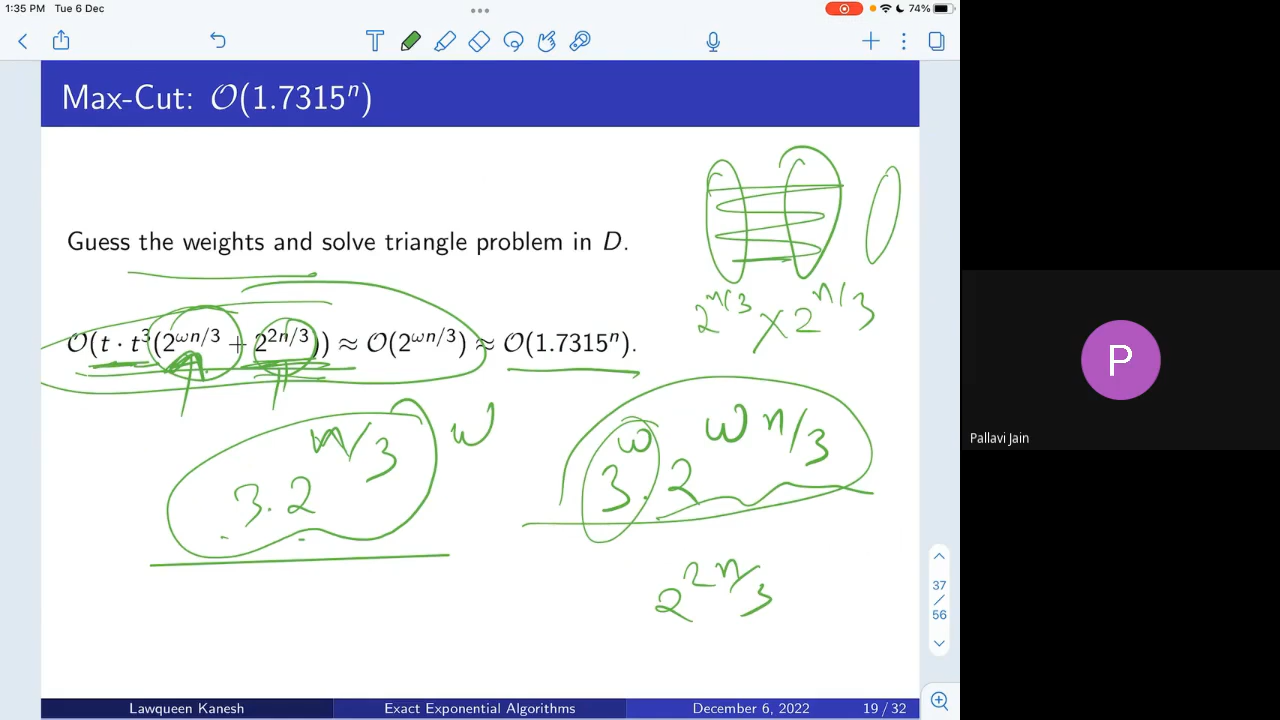 1:35 PM Tue 6 Dec
74%
Max-Cut: 𝒪(1.7315ⁿ)
Guess the weights and solve triangle problem in D.
2^{n/3} × 2^{n/3}
𝒪(t · t³(2^{ωn/3} + 2^{2n/3})) ≈ 𝒪(2^{ωn/3}) ≈ 𝒪(1.7315ⁿ).
3.2^{n/3} ω
3^ω . 2^{ω n/3}
2^{2n/3}
37
/
56
Lawqueen Kanesh Exact Exponential Algorithms December 6, 2022 19 / 32
P
Pallavi Jain